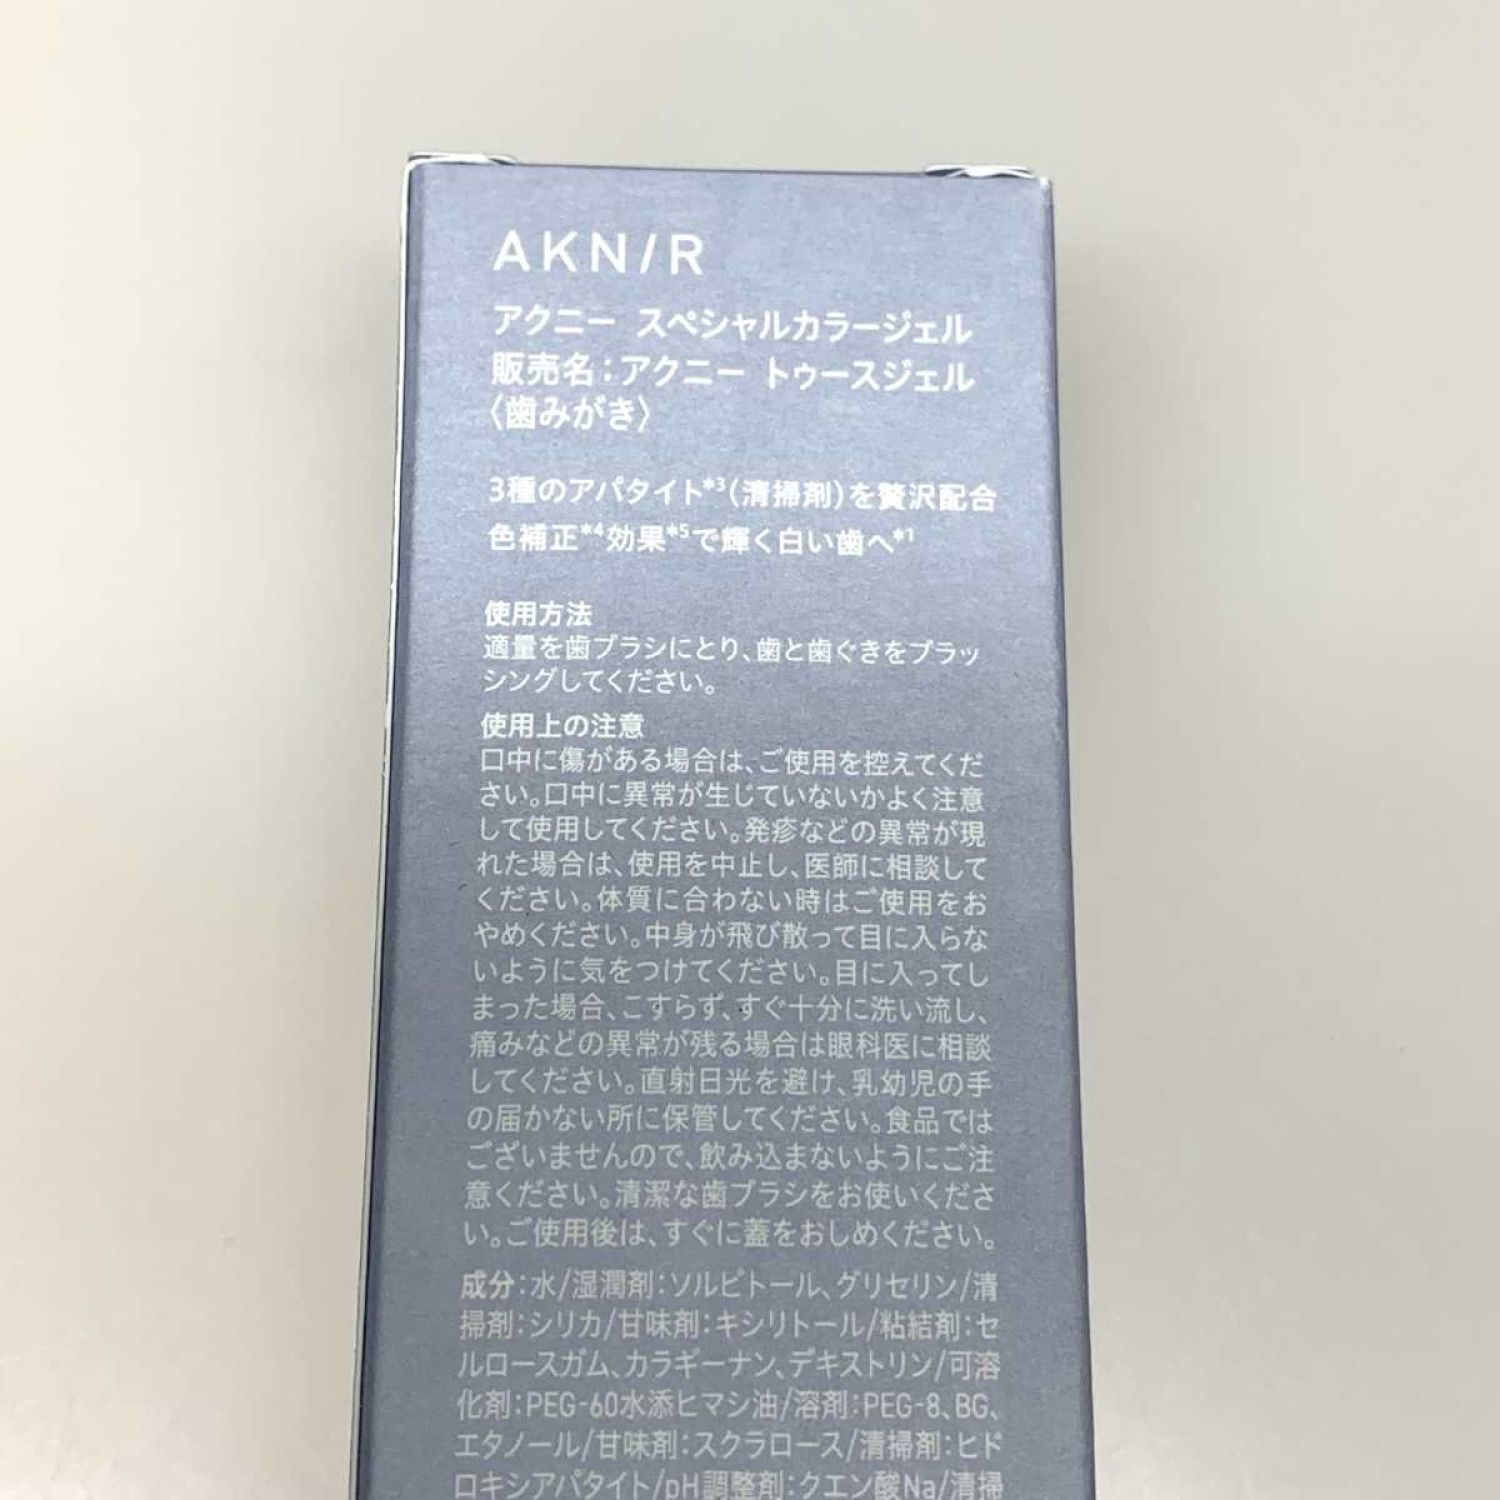 AKN/R
アクニー スペシャルカラージェル
販売名:アクニー トゥースジェル
〈歯みがき〉
3種のアパタイト*3(清掃剤)を贅沢配合
色補正*4効果*5で輝く白い歯へ*1
使用方法
適量を歯ブラシにとり、歯と歯ぐきをブラッ
シングしてください。
使用上の注意
口中に傷がある場合は、ご使用を控えてくだ
さい。口中に異常が生じていないかよく注意
して使用してください。発疹などの異常が現
れた場合は、使用を中止し、医師に相談して
ください。体質に合わない時はご使用をお
やめください。中身が飛び散って目に入らな
いように気をつけてください。目に入ってし
まった場合、こすらず、すぐ十分に洗い流し、
痛みなどの異常が残る場合は眼科医に相談
してください。直射日光を避け、乳幼児の手
の届かない所に保管してください。食品では
ございませんので、飲み込まないようにご注
意ください。清潔な歯ブラシをお使いくださ
い。ご使用後は、すぐに蓋をおしめください。
成分:水/湿潤剤:ソルビトール、グリセリン/清
掃剤:シリカ/甘味剤:キシリトール/粘結剤:セ
ルロースガム、カラギーナン、デキストリン/可溶
化剤:PEG-60水添ヒマシ油/溶剤:PEG-8、BG、
エタノール/甘味剤:スクラロース/清掃剤:ヒド
ロキシアパタイト/pH調整剤:クエン酸Na/清掃